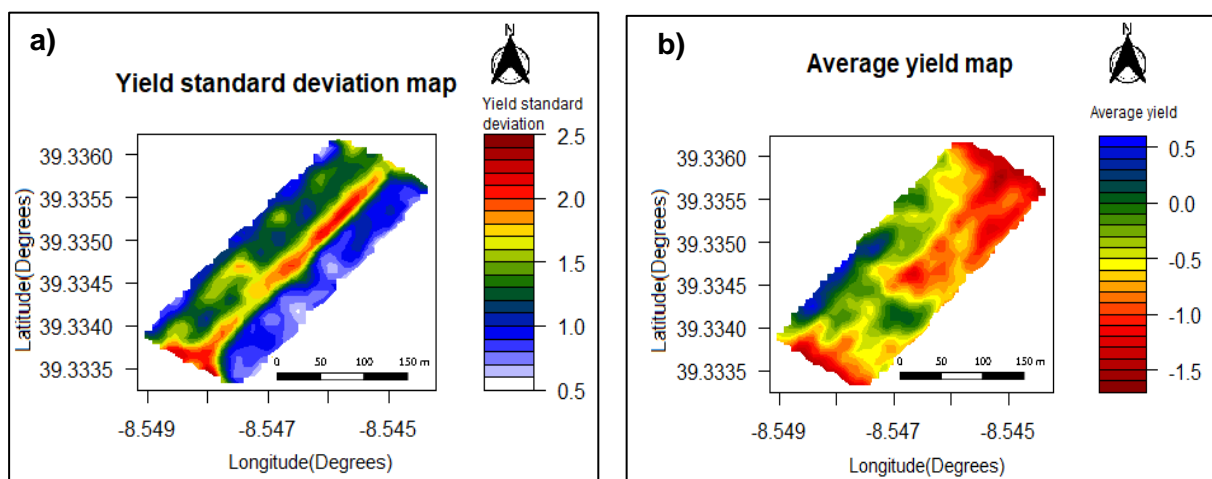 a)
N
Yield standard deviation map
Yield standard
deviation
2.5
2.0
1.5
1.0
0.5
Latitude(Degrees)
39.3360
39.3355
39.3350
39.3345
39.3340
39.3335
0 50 100 150 m
-8.549 -8.547 -8.545
Longitude(Degrees)
b)
N
Average yield map
Average yield
0.5
0.0
-0.5
-1.0
-1.5
Latitude(Degrees)
39.3360
39.3355
39.3350
39.3345
39.3340
39.3335
0 50 100 150 m
-8.549 -8.547 -8.545
Longitude(Degrees)